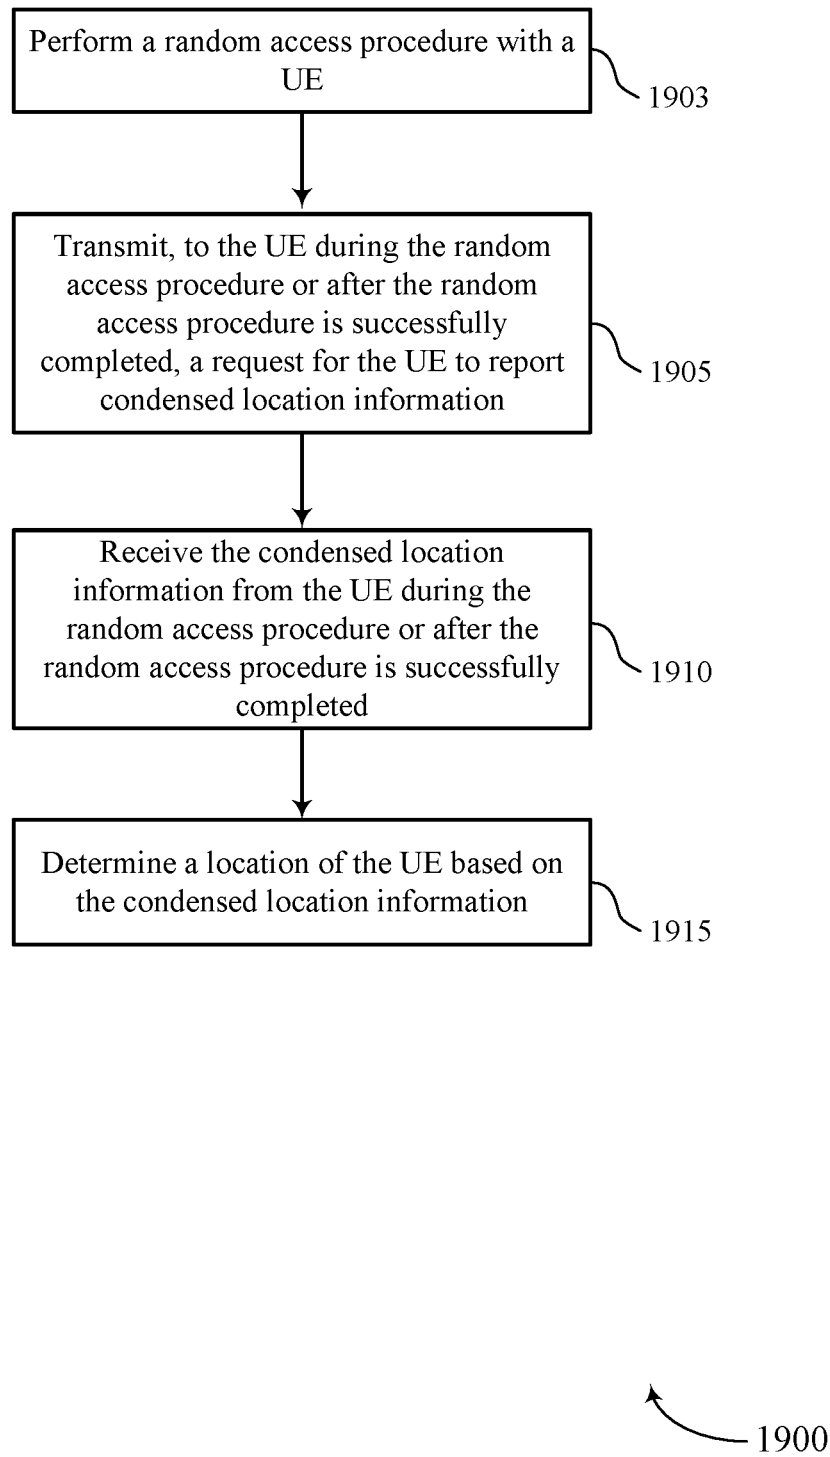 Perform a random access procedure with a
UE
1903
Transmit, to the UE during the random
access procedure or after the random
access procedure is successfully
completed, a request for the UE to report
condensed location information
1905
Receive the condensed location
information from the UE during the
random access procedure or after the
random access procedure is successfully
completed
1910
Determine a location of the UE based on
the condensed location information
1915
1900